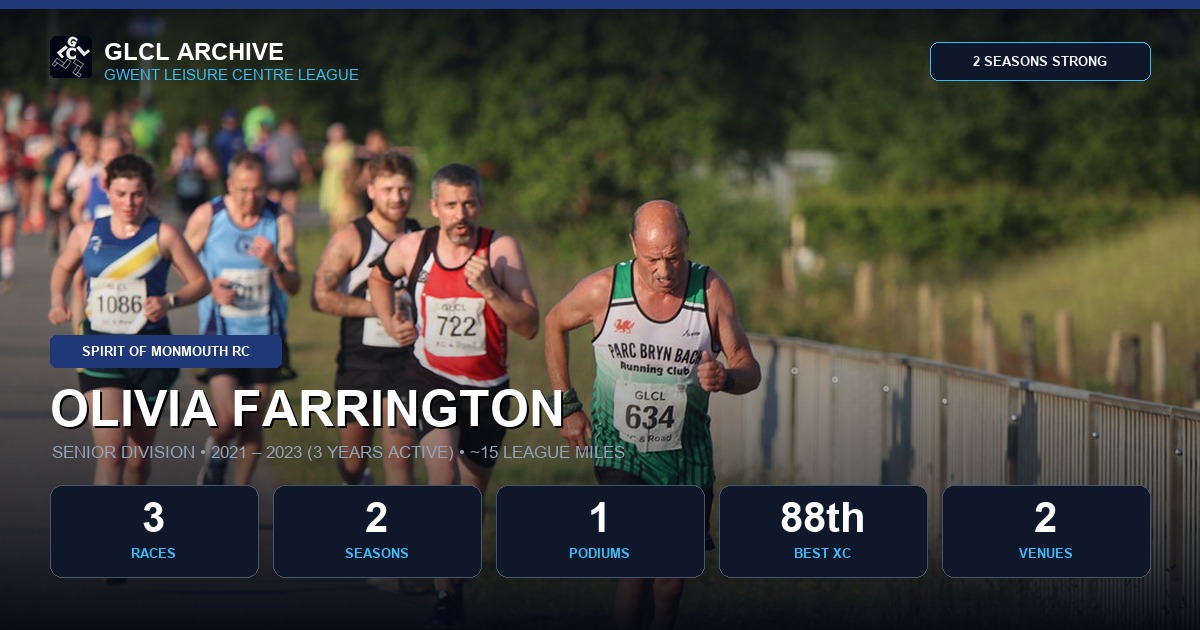 GLCL ARCHIVE
GWENT LEISURE CENTRE LEAGUE
2 SEASONS STRONG
1086
GLCL
722
PARC BRYN BACH
Running Club
GLCL
634
& Road
SPIRIT OF MONMOUTH RC
OLIVIA FARRINGTON
SENIOR DIVISION • 2021 – 2023 (3 YEARS ACTIVE) • ~15 LEAGUE MILES
3
RACES
2
SEASONS
1
PODIUMS
88th
BEST XC
2
VENUES